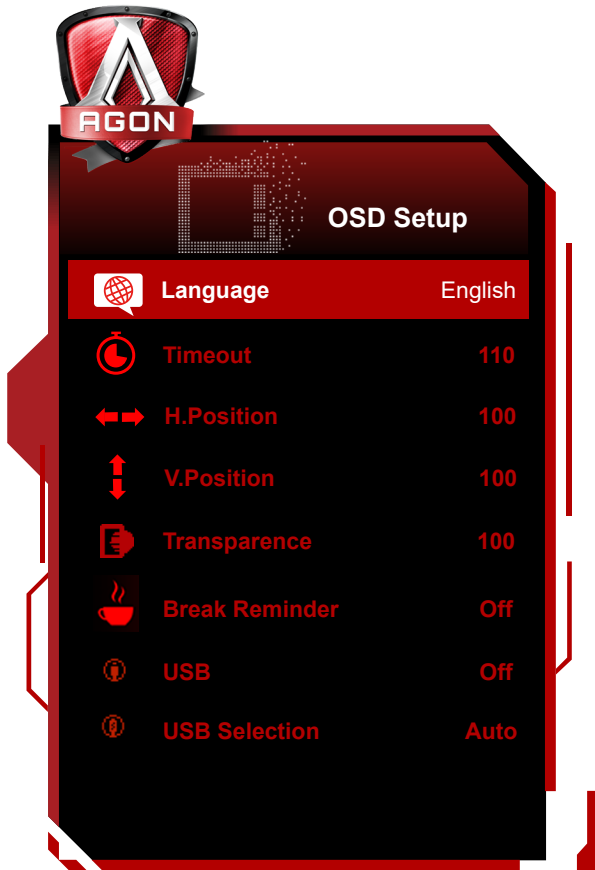 AGON
OSD Setup
Language English
Timeout 110
H.Position 100
V.Position 100
Transparence 100
Break Reminder Off
USB Off
USB Selection Auto